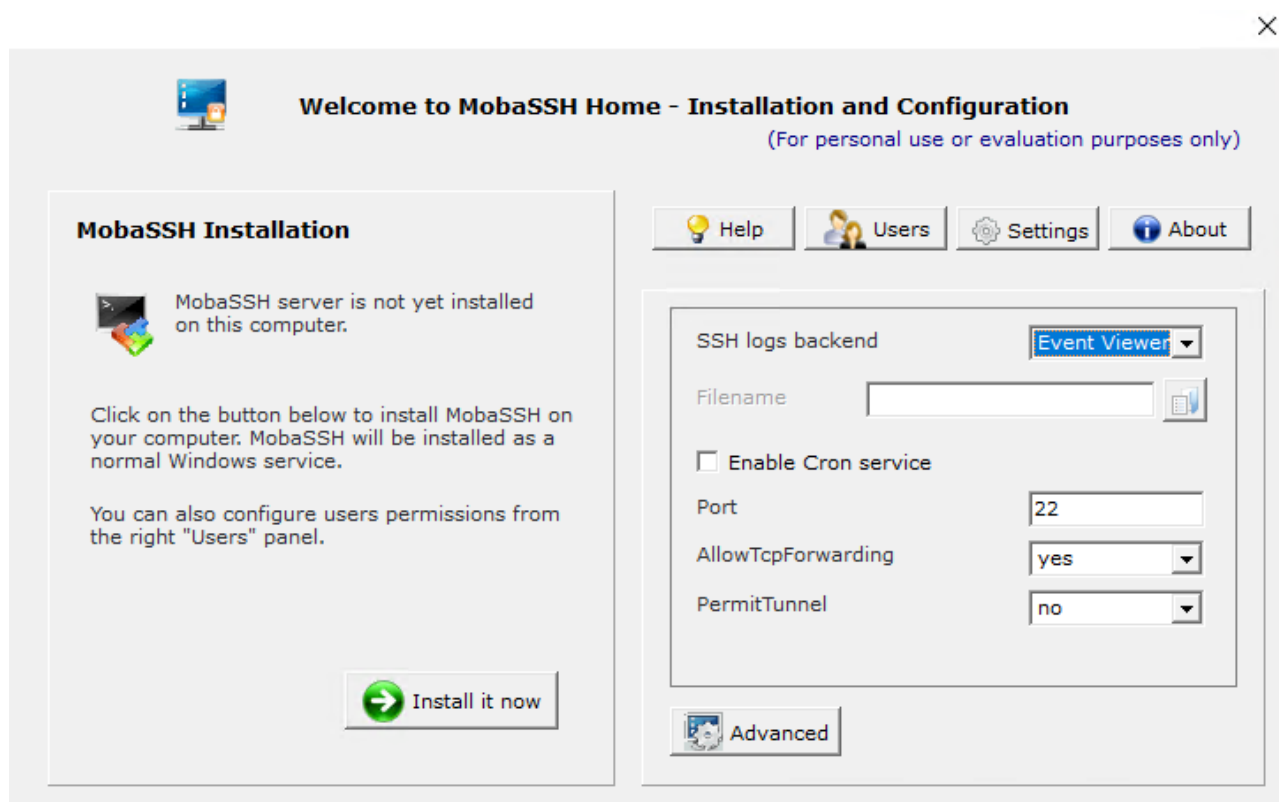 Welcome to MobaSSH Home - Installation and Configuration
(For personal use or evaluation purposes only)
MobaSSH Installation
MobaSSH server is not yet installed
on this computer.
Click on the button below to install MobaSSH on
your computer. MobaSSH will be installed as a
normal Windows service.
You can also configure users permissions from
the right "Users" panel.
Install it now
Help
Users
Settings
About
SSH logs backend
Event Viewer
Filename
Enable Cron service
Port
22
AllowTcpForwarding
yes
PermitTunnel
no
Advanced